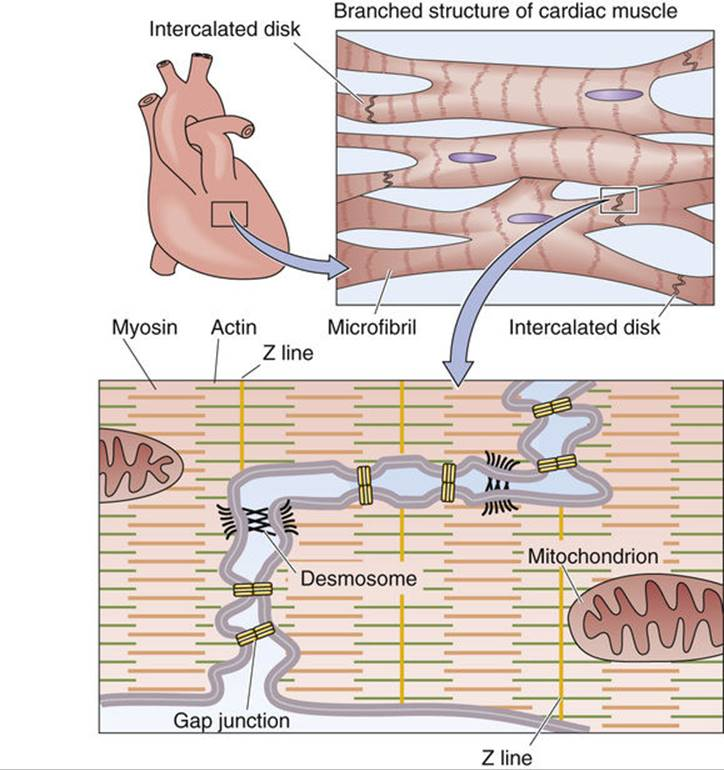 Branched structure of cardiac muscle
Intercalated disk
Microfibril
Intercalated disk
Myosin
Actin
Z line
Mitochondrion
Desmosome
Gap junction
Z line